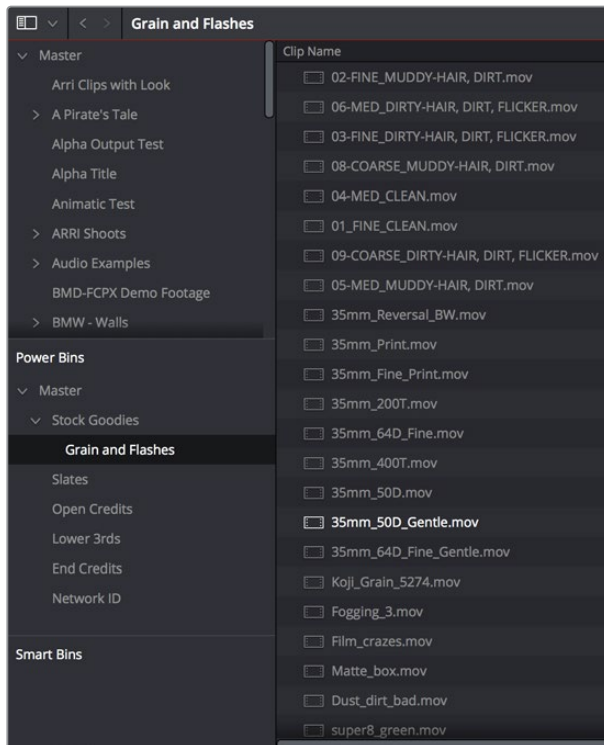 Grain and Flashes
Master
Arri Clips with Look
A Pirate's Tale
Alpha Output Test
Alpha Title
Animatic Test
ARRI Shoots
Audio Examples
BMD-FCPX Demo Footage
BMW - Walls
Power Bins
Master
Stock Goodies
Grain and Flashes
Slates
Open Credits
Lower 3rds
End Credits
Network ID
Smart Bins
Clip Name
02-FINE_MUDDY-HAIR, DIRT.mov
06-MED_DIRTY-HAIR, DIRT, FLICKER.mov
03-FINE_DIRTY-HAIR, DIRT, FLICKER.mov
08-COARSE_MUDDY-HAIR, DIRT.mov
04-MED_CLEAN.mov
01_FINE_CLEAN.mov
09-COARSE_DIRTY-HAIR, DIRT, FLICKER.mov
05-MED_MUDDY-HAIR, DIRT.mov
35mm_Reversal_BW.mov
35mm_Print.mov
35mm_Fine_Print.mov
35mm_200T.mov
35mm_64D_Fine.mov
35mm_400T.mov
35mm_50D.mov
35mm_50D_Gentle.mov
35mm_64D_Fine_Gentle.mov
Koji_Grain_5274.mov
Fogging_3.mov
Film_crazes.mov
Matte_box.mov
Dust_dirt_bad.mov
super8_green.mov